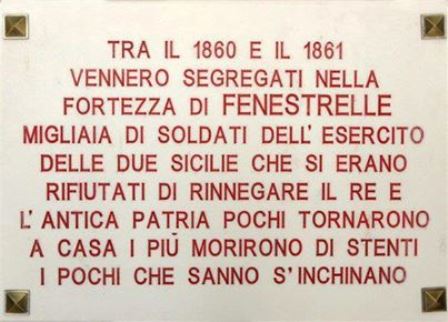 TRA IL 1860 E IL 1861
VENNERO SEGREGATI NELLA
FORTEZZA DI FENESTRELLE
MIGLIAIA DI SOLDATI DELL' ESERCITO
DELLE DUE SICILIE CHE SI ERANO
RIFIUTATI DI RINNEGARE IL RE E
L' ANTICA PATRIA POCHI TORNARONO
A CASA I PIÙ MORIRONO DI STENTI
I POCHI CHE SANNO S'INCHINANO